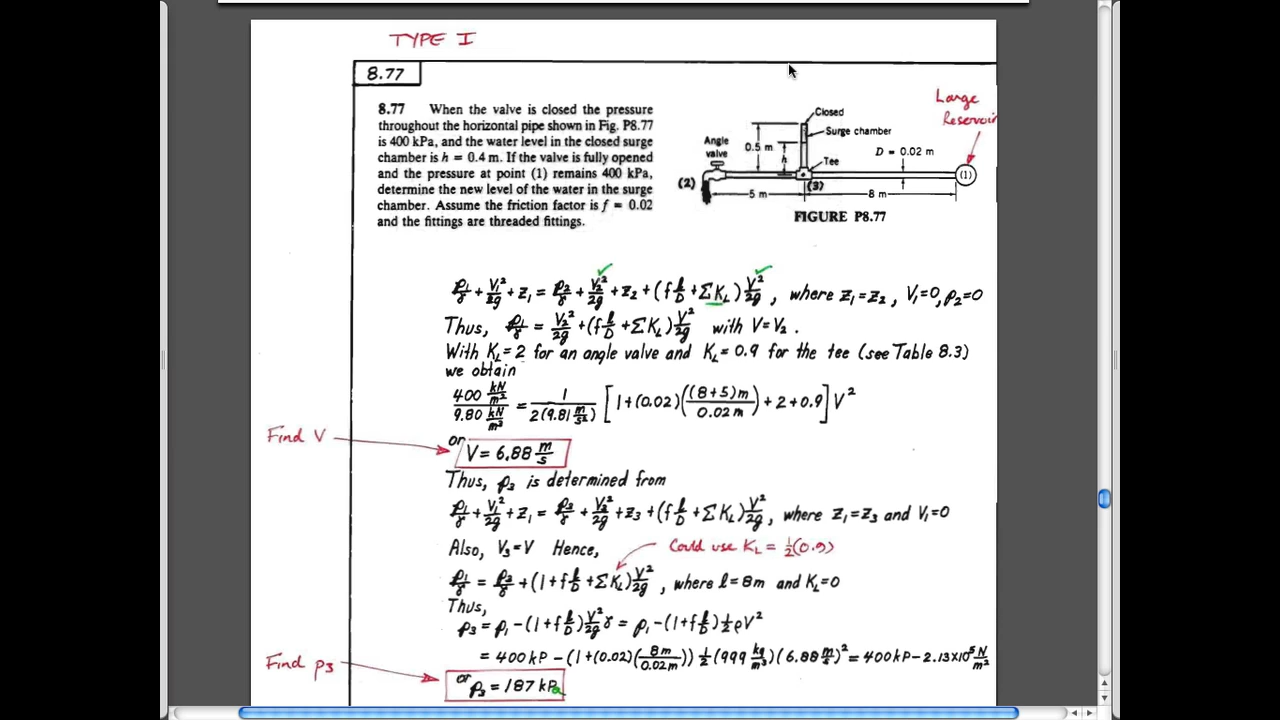 TYPE I
8.77
8.77 When the valve is closed the pressure
throughout the horizontal pipe shown in Fig. P8.77
is 400 kPa, and the water level in the closed surge
chamber is h = 0.4 m. If the valve is fully opened
and the pressure at point (1) remains 400 kPa,
determine the new level of the water in the surge
chamber. Assume the friction factor is f = 0.02
and the fittings are threaded fittings.
Large
Reservoir
Closed
Surge chamber
Angle
valve
0.5 m
h
Tee
D = 0.02 m
(1)
(2)
(3)
5 m
8 m
FIGURE P8.77
p₁/γ + V₁²/2g + z₁ = p₂/γ + V₂²/2g + z₂ + (f l/D + ΣK_L) V²/2g , where z₁=z₂, V₁=0, p₂=0
Thus, p₁/γ = V₂²/2g + (f l/D + ΣK_L) V²/2g with V=V₂.
With K_L=2 for an angle valve and K_L=0.9 for the tee (see Table 8.3)
we obtain
400 kN/m² / 9.80 kN/m³ = 1/2(9.81 m/s²) [1+(0.02)((8+5)m/0.02m) +2+0.9] V²
Find V
or V = 6.88 m/s
Thus, p₃ is determined from
p₁/γ + V₁²/2g + z₁ = p₃/γ + V₃²/2g + z₃ + (f l/D + ΣK_L) V²/2g , where z₁=z₃ and V₁=0
Also, V₃=V Hence,
Could use K_L = ½(0.9)
p₁/γ = p₃/γ + (1+f l/D + ΣK_L) V²/2g , where l=8m and K_L=0
Thus,
p₃ = p₁ -(1+f l/D) V²/2g γ = p₁ -(1+f l/D) ½ρV²
= 400kP -(1+(0.02)(8m/0.02m)) ½(999 kg/m³)(6.88 m/s)² = 400kP-2.13x10⁵ N/m²
Find p₃
or p₃ = 187 kPa